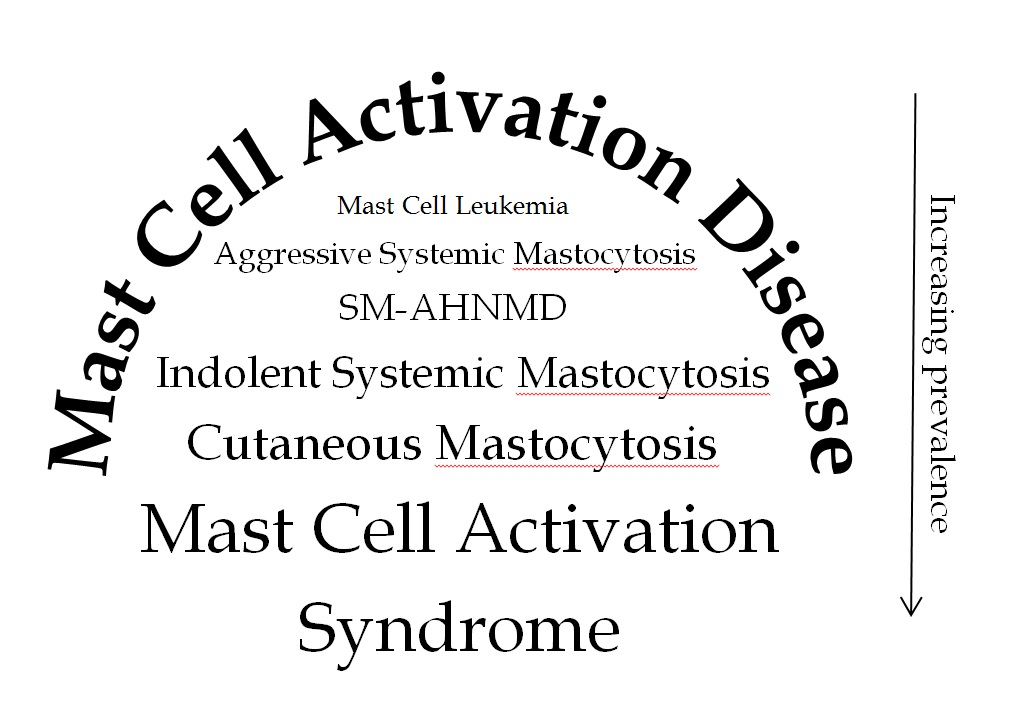 Mast Cell Activation Disease
Mast Cell Leukemia
Aggressive Systemic Mastocytosis
SM-AHNMD
Indolent Systemic Mastocytosis
Cutaneous Mastocytosis
Mast Cell Activation
Syndrome
Increasing prevalence